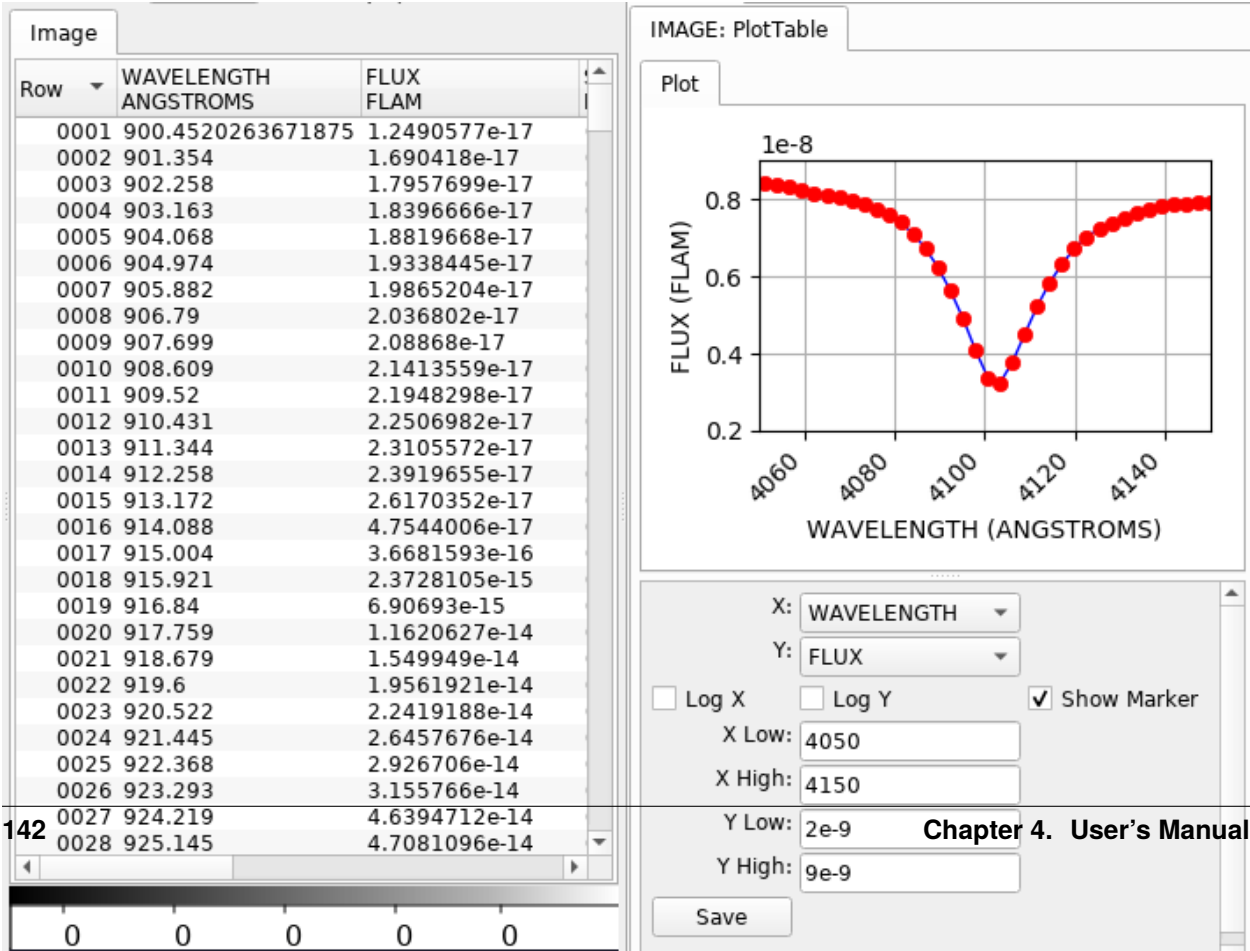 Image
Row WAVELENGTH ANGSTROMS FLUX FLAM
0001 900.4520263671875 1.2490577e-17
0002 901.354 1.690418e-17
0003 902.258 1.7957699e-17
0004 903.163 1.8396666e-17
0005 904.068 1.8819668e-17
0006 904.974 1.9338445e-17
0007 905.882 1.9865204e-17
0008 906.79 2.036802e-17
0009 907.699 2.08868e-17
0010 908.609 2.1413559e-17
0011 909.52 2.1948298e-17
0012 910.431 2.2506982e-17
0013 911.344 2.3105572e-17
0014 912.258 2.3919655e-17
0015 913.172 2.6170352e-17
0016 914.088 4.7544006e-17
0017 915.004 3.6681593e-16
0018 915.921 2.3728105e-15
0019 916.84 6.90693e-15
0020 917.759 1.1620627e-14
0021 918.679 1.549949e-14
0022 919.6 1.9561921e-14
0023 920.522 2.2419188e-14
0024 921.445 2.6457676e-14
0025 922.368 2.926706e-14
0026 923.293 3.155766e-14
0027 924.219 4.6394712e-14
0028 925.145 4.7081096e-14
0 0 0 0 0
IMAGE: PlotTable
Plot
1e-8
0.8
0.6
0.4
0.2
FLUX (FLAM)
4060 4080 4100 4120 4140
WAVELENGTH (ANGSTROMS)
X: WAVELENGTH
Y: FLUX
Log X Log Y Show Marker
X Low: 4050
X High: 4150
Y Low: 2e-9
Y High: 9e-9
Save
142 Chapter 4. User's Manual